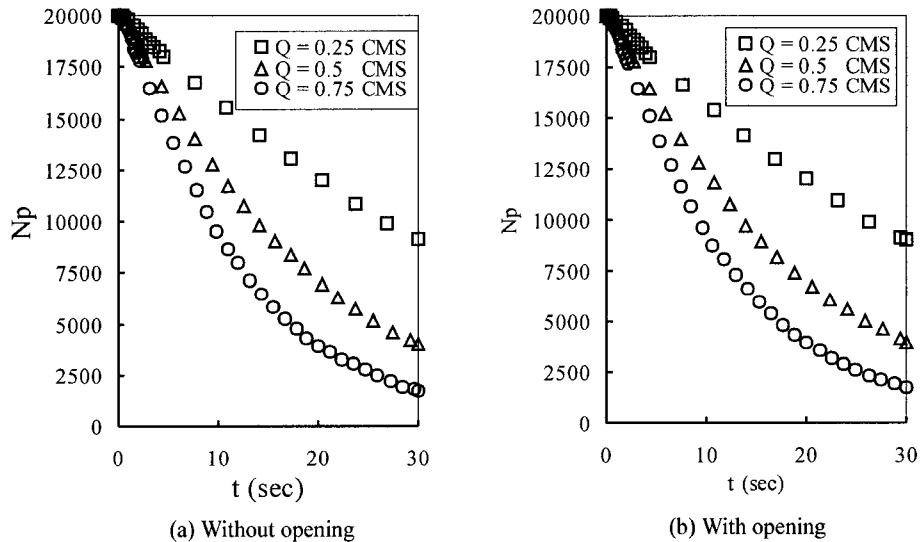 20000
17500
15000
12500
10000
7500
5000
2500
0
Np
Q = 0.25 CMS
Q = 0.5 CMS
Q = 0.75 CMS
0 10 20 30
t (sec)
(a) Without opening
20000
17500
15000
12500
10000
7500
5000
2500
0
Np
Q = 0.25 CMS
Q = 0.5 CMS
Q = 0.75 CMS
0 10 20 30
t (sec)
(b) With opening